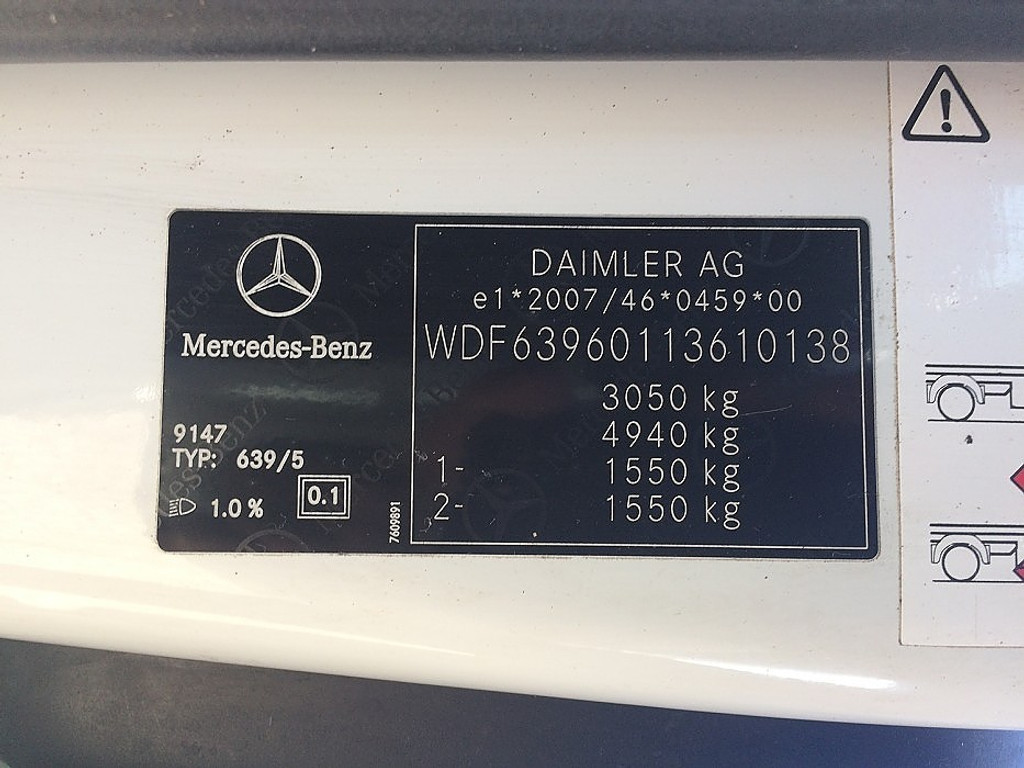 Mercedes-Benz
9147
TYP: 639/5
1.0 %
0.1
7609891
DAIMLER AG
e1*2007/46*0459*00
WDF63960113610138
3050 kg
4940 kg
1- 1550 kg
2- 1550 kg